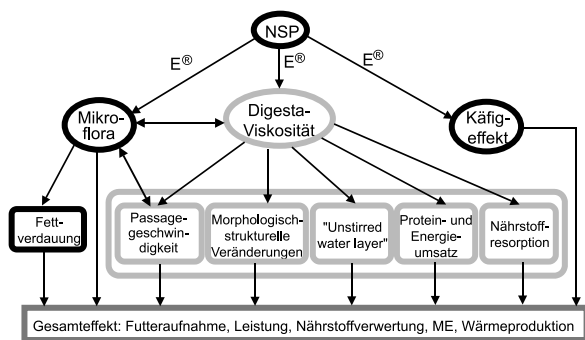 NSP
E®
E®
E®
Mikro-
flora
Digesta-
Viskosität
Käfig-
effekt
Fett-
verdauung
Passage-
geschwin-
digkeit
Morphologisch-
strukturelle
Veränderungen
"Unstirred
water layer"
Protein- und
Energie-
umsatz
Nährstoff-
resorption
Gesamteffekt: Futteraufnahme, Leistung, Nährstoffverwertung, ME, Wärmeproduktion